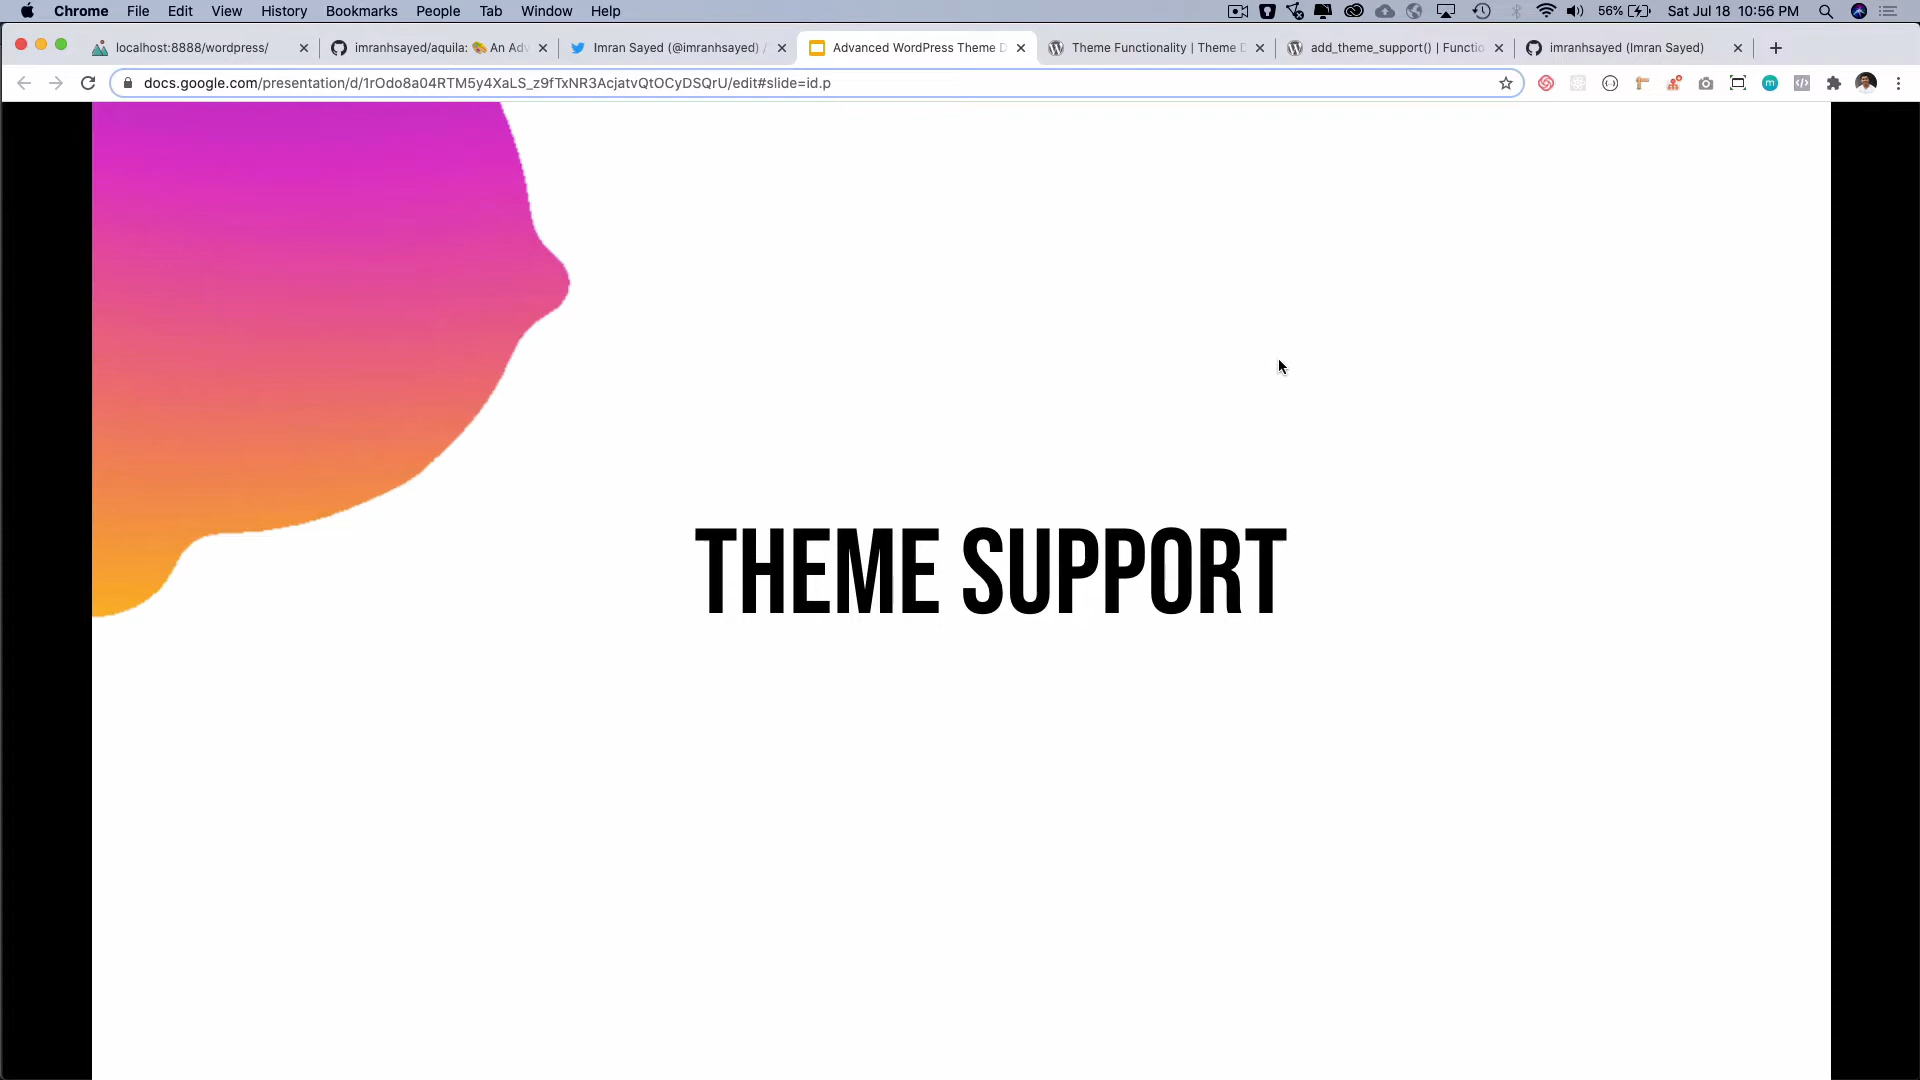 Chrome File Edit View History Bookmarks People Tab Window Help 56% Sat Jul 18 10:56 PM
localhost:8888/wordpress/ imranhsayed/aquila: 🎨 An Adv Imran Sayed (@imranhsayed) / Advanced WordPress Theme D Theme Functionality | Theme D add_theme_support() | Functio imranhsayed (Imran Sayed)
docs.google.com/presentation/d/1rOdo8a04RTM5y4XaLS_z9fTxNR3AcjatvQtOCyDSQrU/edit#slide=id.p
THEME SUPPORT